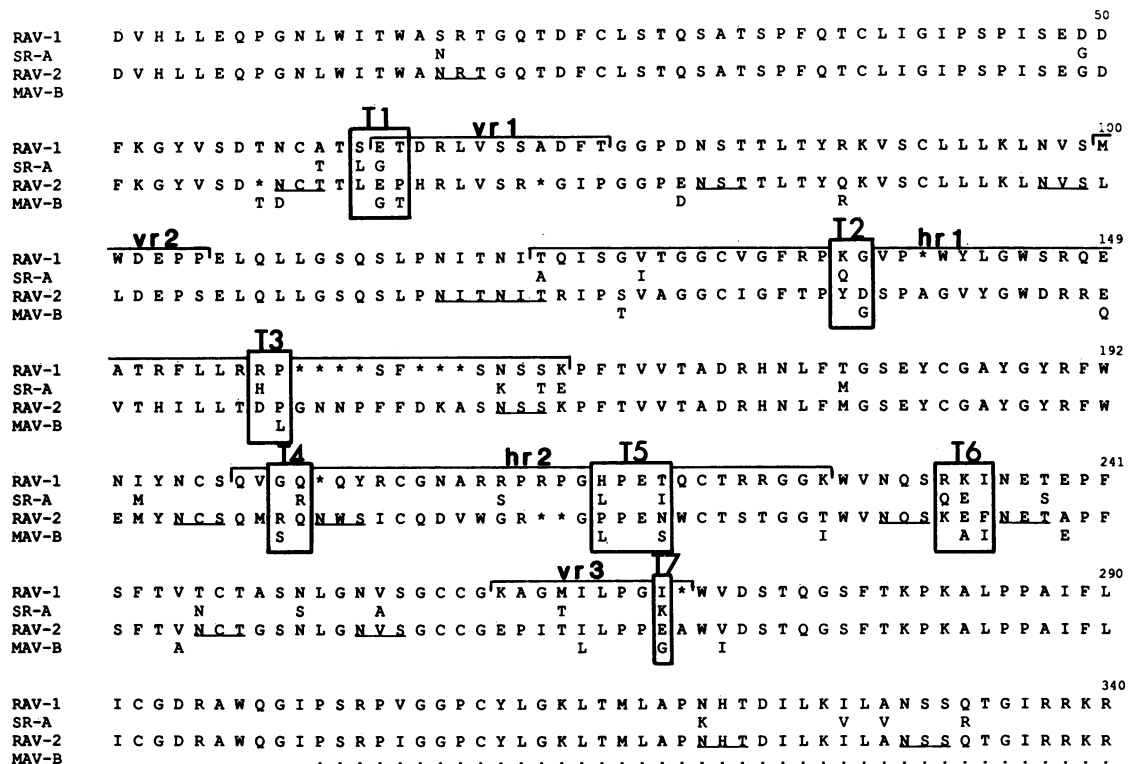 50
RAV-1 D V H L L E Q P G N L W I T W A S R T G Q T D F C L S T Q S A T S P F Q T C L I G I P S P I S E D D
SR-A N G
RAV-2 D V H L L E Q P G N L W I T W A N R T G Q T D F C L S T Q S A T S P F Q T C L I G I P S P I S E G D
MAV-B
T1 vr1 100
RAV-1 F K G Y V S D T N C A T S E T D R L V S S A D F T G G P D N S T T L T Y R K V S C L L L K L N V S M
SR-A T L G
RAV-2 F K G Y V S D * N C T T L E P H R L V S R * G I P G G P E N S T T L T Y Q K V S C L L L K L N V S L
MAV-B T D G T D R
vr2 T2 hr1 149
RAV-1 W D E P P E L Q L L G S Q S L P N I T N I T Q I S G V T G G C V G F R P K G V P * W Y L G W S R Q E
SR-A A I Q
RAV-2 L D E P S E L Q L L G S Q S L P N I T N I T R I P S V A G G C I G F T P Y D S P A G V Y G W D R R E
MAV-B T G Q
T3 192
RAV-1 A T R F L L R R P * * * * S F * * * S N S S K P F T V V T A D R H N L F T G S E Y C G A Y G Y R F W
SR-A H K T E M
RAV-2 V T H I L L T D P G N N P F F D K A S N S S K P F T V V T A D R H N L F M G S E Y C G A Y G Y R F W
MAV-B L
T4 hr2 T5 T6 241
RAV-1 N I Y N C S Q V G Q * Q Y R C G N A R R P R P G H P E T Q C T R R G G K W V N Q S R K I N E T E P F
SR-A M R S L I Q E S
RAV-2 E M Y N C S Q M R Q N W S I C Q D V W G R * * G P P E N W C T S T G G T W V N Q S K E F N E T A P F
MAV-B S L S I A I E
vr3 T7 290
RAV-1 S F T V T C T A S N L G N V S G C C G K A G M I L P G I * W V D S T Q G S F T K P K A L P P A I F L
SR-A N S A T K
RAV-2 S F T V N C T G S N L G N V S G C C G E P I T I L P P E A W V D S T Q G S F T K P K A L P P A I F L
MAV-B A L G I
340
RAV-1 I C G D R A W Q G I P S R P V G G P C Y L G K L T M L A P N H T D I L K I L A N S S Q T G I R R K R
SR-A K V V R
RAV-2 I C G D R A W Q G I P S R P I G G P C Y L G K L T M L A P N H T D I L K I L A N S S Q T G I R R K R
MAV-B . . . . . . . . . . . . . . . . . . . . . . . . . . . . . . . . . . . . . . . .